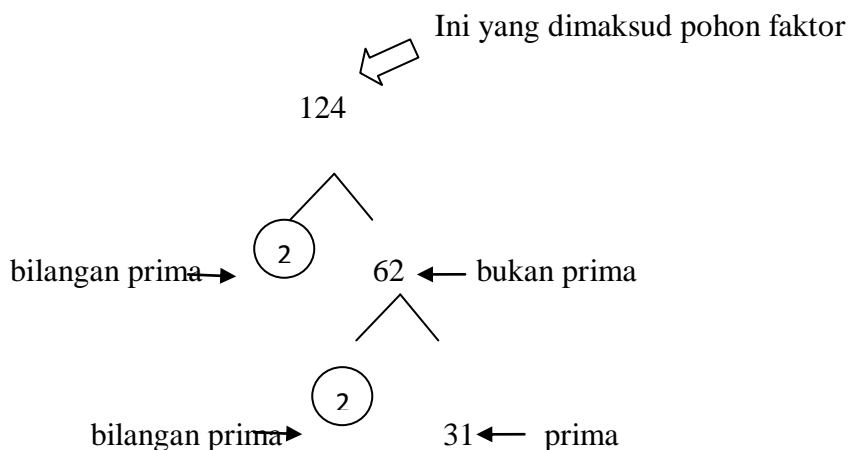 Ini yang dimaksud pohon faktor
124
2
bilangan prima 62 bukan prima
2
bilangan prima 31 prima